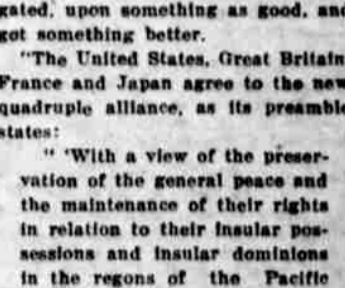 gated, upon something as good, and
got something better.
"The United States, Great Britain,
France and Japan agree to the new
quadruple alliance, as its preamble
states:
" 'With a view of the preser-
vation of the general peace and
the maintenance of their rights
in relation to their insular pos-
sessions and insular dominions
in the regons of the Pacific